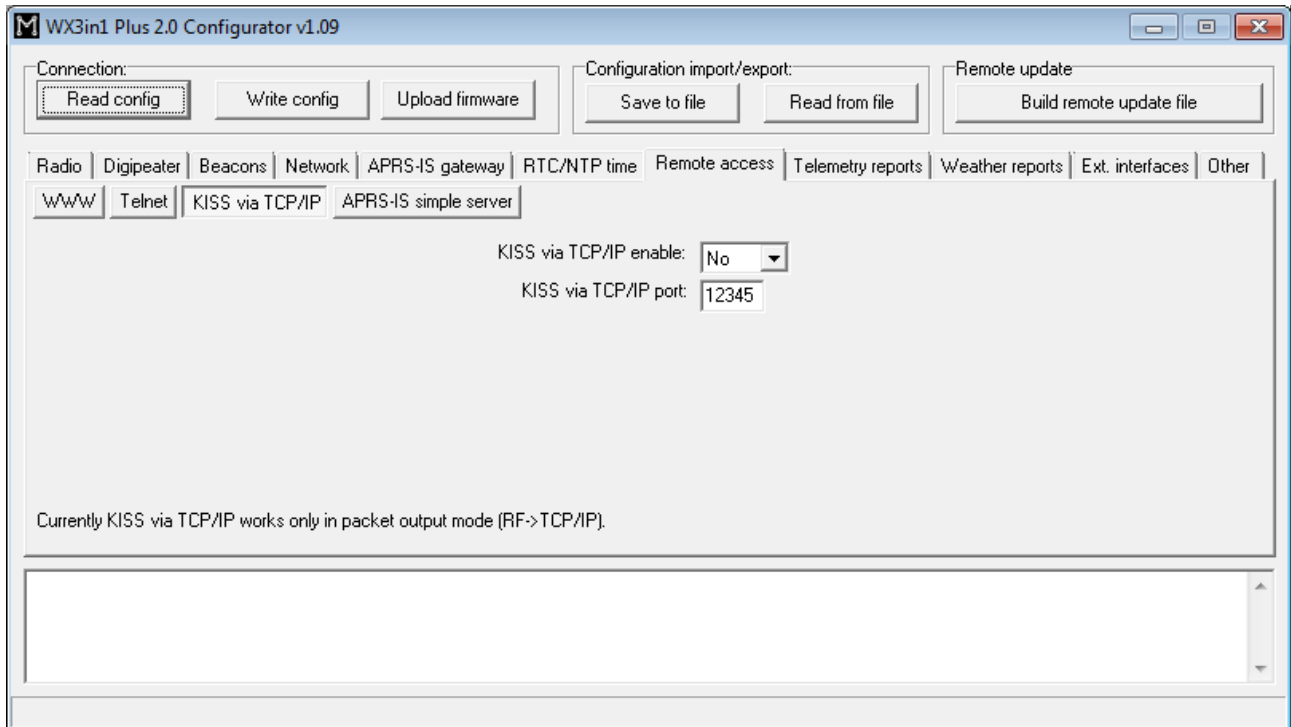 WX3in1 Plus 2.0 Configurator v1.09
Connection: Configuration import/export: Remote update
Read config Write config Upload firmware Save to file Read from file Build remote update file
Radio Digipeater Beacons Network APRS-IS gateway RTC/NTP time Remote access Telemetry reports Weather reports Ext. interfaces Other
WWW Telnet KISS via TCP/IP APRS-IS simple server
KISS via TCP/IP enable: No
KISS via TCP/IP port: 12345
Currently KISS via TCP/IP works only in packet output mode (RF->TCP/IP).